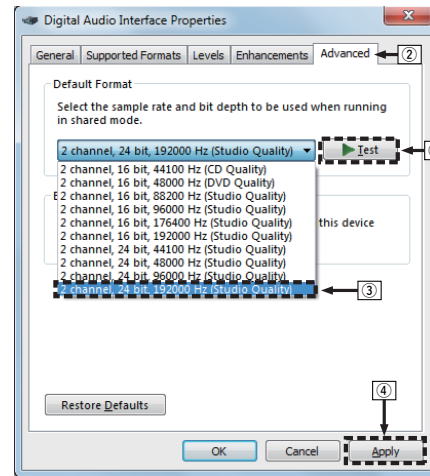 Digital Audio Interface Properties
General Supported Formats Levels Enhancements Advanced ②
Default Format
Select the sample rate and bit depth to be used when running
in shared mode.
2 channel, 24 bit, 192000 Hz (Studio Quality) Test
2 channel, 16 bit, 44100 Hz (CD Quality)
2 channel, 16 bit, 48000 Hz (DVD Quality)
2 channel, 16 bit, 88200 Hz (Studio Quality)
2 channel, 16 bit, 96000 Hz (Studio Quality)
2 channel, 16 bit, 176400 Hz (Studio Quality) this device
2 channel, 16 bit, 192000 Hz (Studio Quality)
2 channel, 24 bit, 44100 Hz (Studio Quality)
2 channel, 24 bit, 48000 Hz (Studio Quality)
2 channel, 24 bit, 96000 Hz (Studio Quality)
2 channel, 24 bit, 192000 Hz (Studio Quality) ③
④
Restore Defaults
OK Cancel Apply